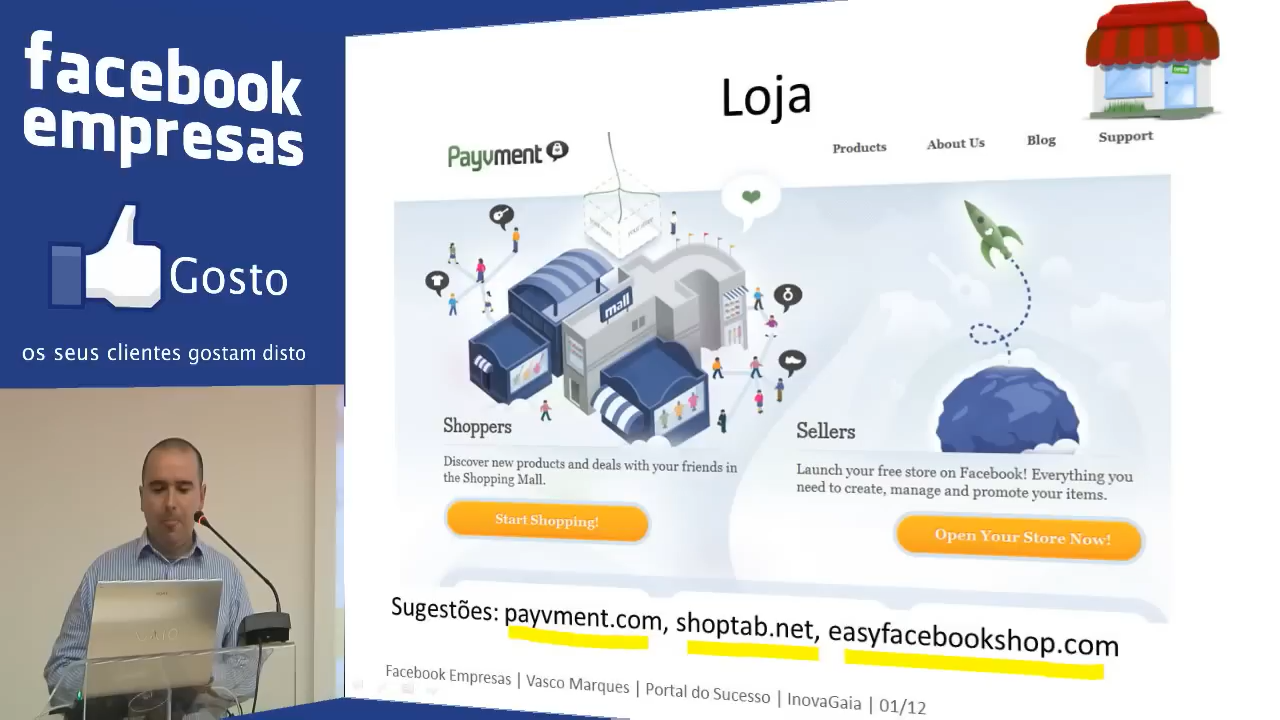 facebook
empresas
Gosto
os seus clientes gostam disto
Loja
Payvment
Products About Us Blog Support
mall
Shoppers
Discover new products and deals with your friends in
the Shopping Mall.
Start Shopping!
Sellers
Launch your free store on Facebook! Everything you
need to create, manage and promote your items.
Open Your Store Now!
Sugestões: payvment.com, shoptab.net, easyfacebookshop.com
Facebook Empresas | Vasco Marques | Portal do Sucesso | InovaGaia | 01/12